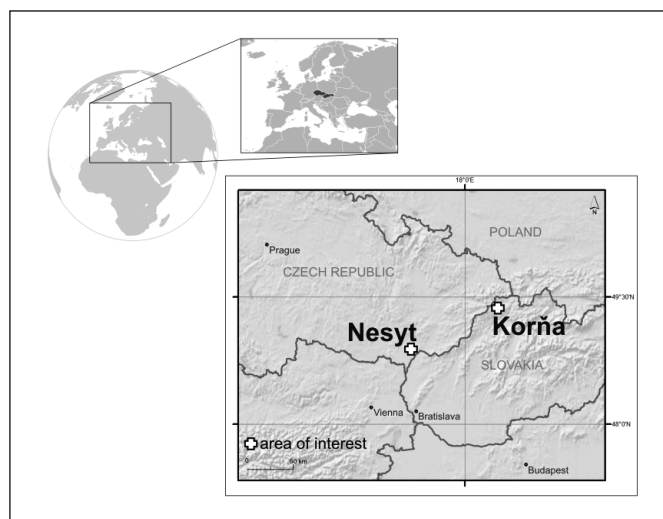 18°0'E
N
POLAND
Prague
CZECH REPUBLIC
49°30'N
Korňa
Nesyt
SLOVAKIA
Vienna
Bratislava
48°0'N
area of interest
0 50 km
Budapest